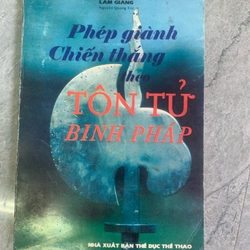 LAM GIANG
Phép giành
Chiến thắng
theo
TÔN TỬ
BINH PHÁP
NHÀ XUẤT BẢN THỂ DỤC THỂ THAO